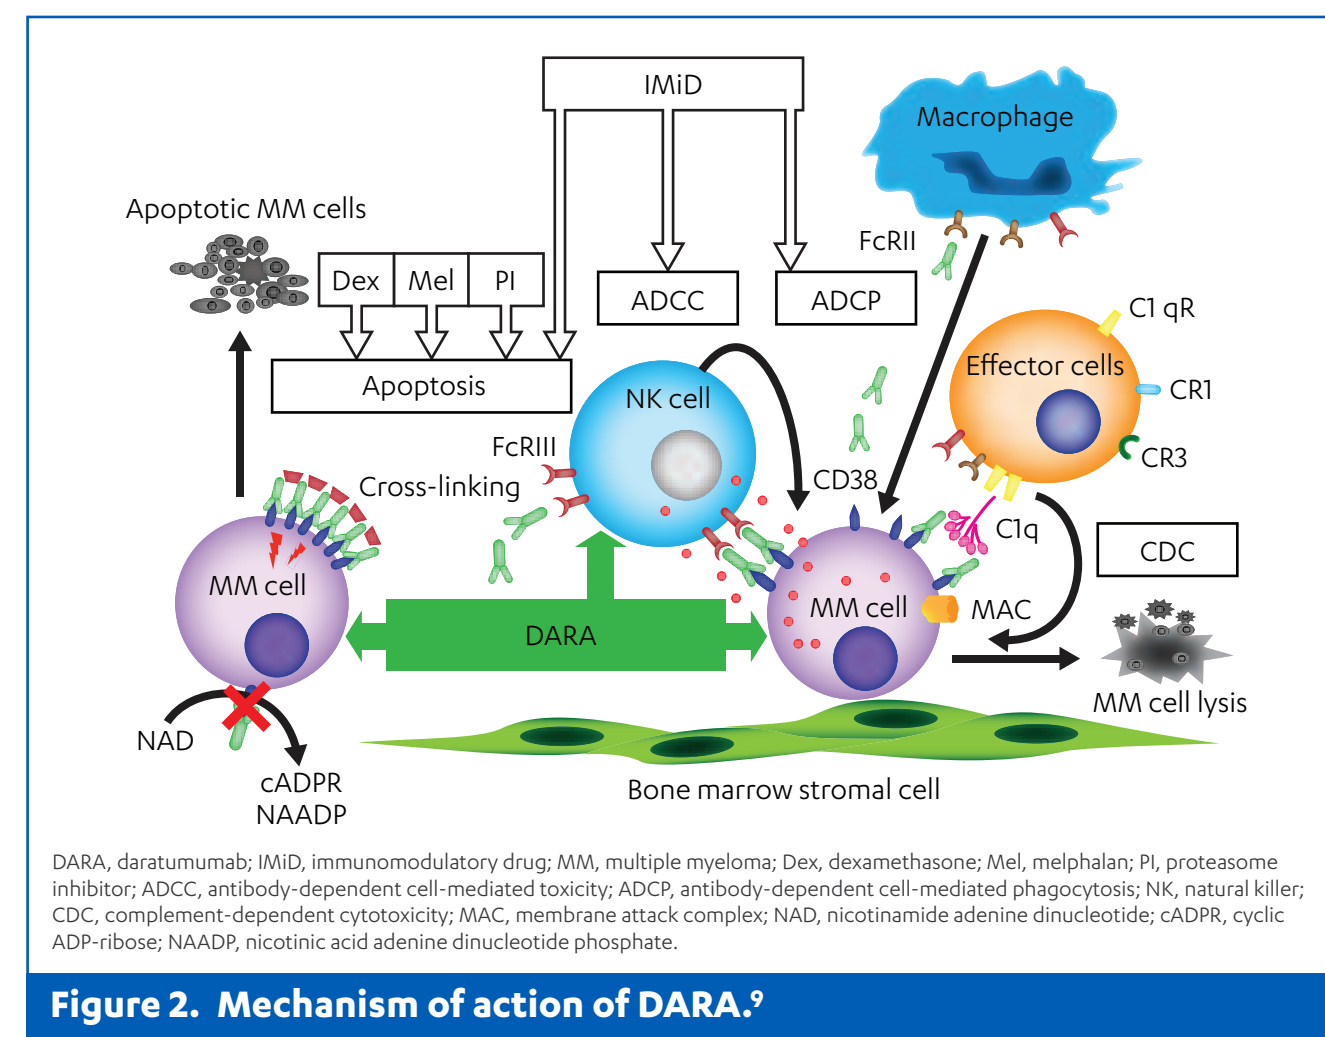 IMiD
Macrophage
Apoptotic MM cells
FcRII
Dex
Mel
PI
ADCC
ADCP
C1 qR
Effector cells
Apoptosis
NK cell
CR1
FcRIII
CR3
Cross-linking
CD38
C1q
CDC
MM cell
MM cell
MAC
DARA
MM cell lysis
NAD
cADPR
NAADP
Bone marrow stromal cell
DARA, daratumumab; IMiD, immunomodulatory drug; MM, multiple myeloma; Dex, dexamethasone; Mel, melphalan; PI, proteasome
inhibitor; ADCC, antibody-dependent cell-mediated toxicity; ADCP, antibody-dependent cell-mediated phagocytosis; NK, natural killer;
CDC, complement-dependent cytotoxicity; MAC, membrane attack complex; NAD, nicotinamide adenine dinucleotide; cADPR, cyclic
ADP-ribose; NAADP, nicotinic acid adenine dinucleotide phosphate.
Figure 2. Mechanism of action of DARA.⁹